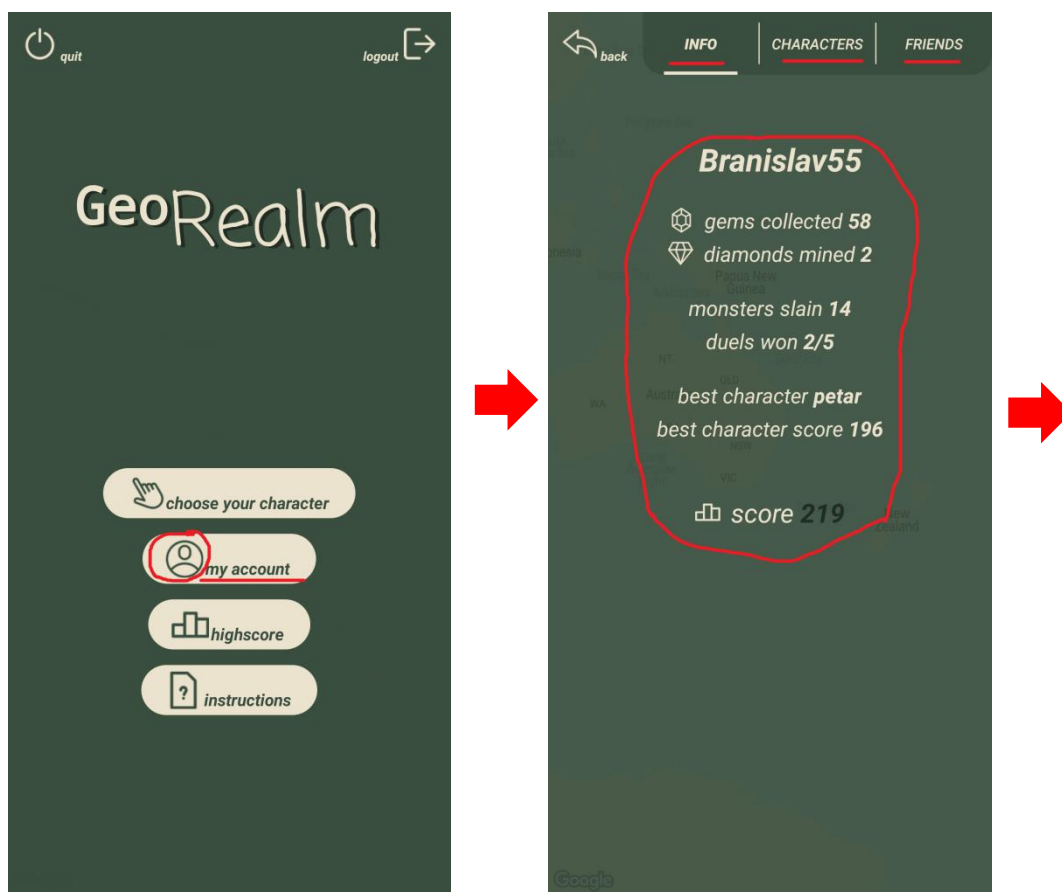 quit
logout
GeoRealm
choose your character
my account
highscore
instructions
back
INFO
CHARACTERS
FRIENDS
Branislav55
gems collected 58
diamonds mined 2
Papua New
Guinea
monsters slain 14
duels won 2/5
NT
WA
best character petar
best character score 196
VIC
score 219
New
Zealand
Google